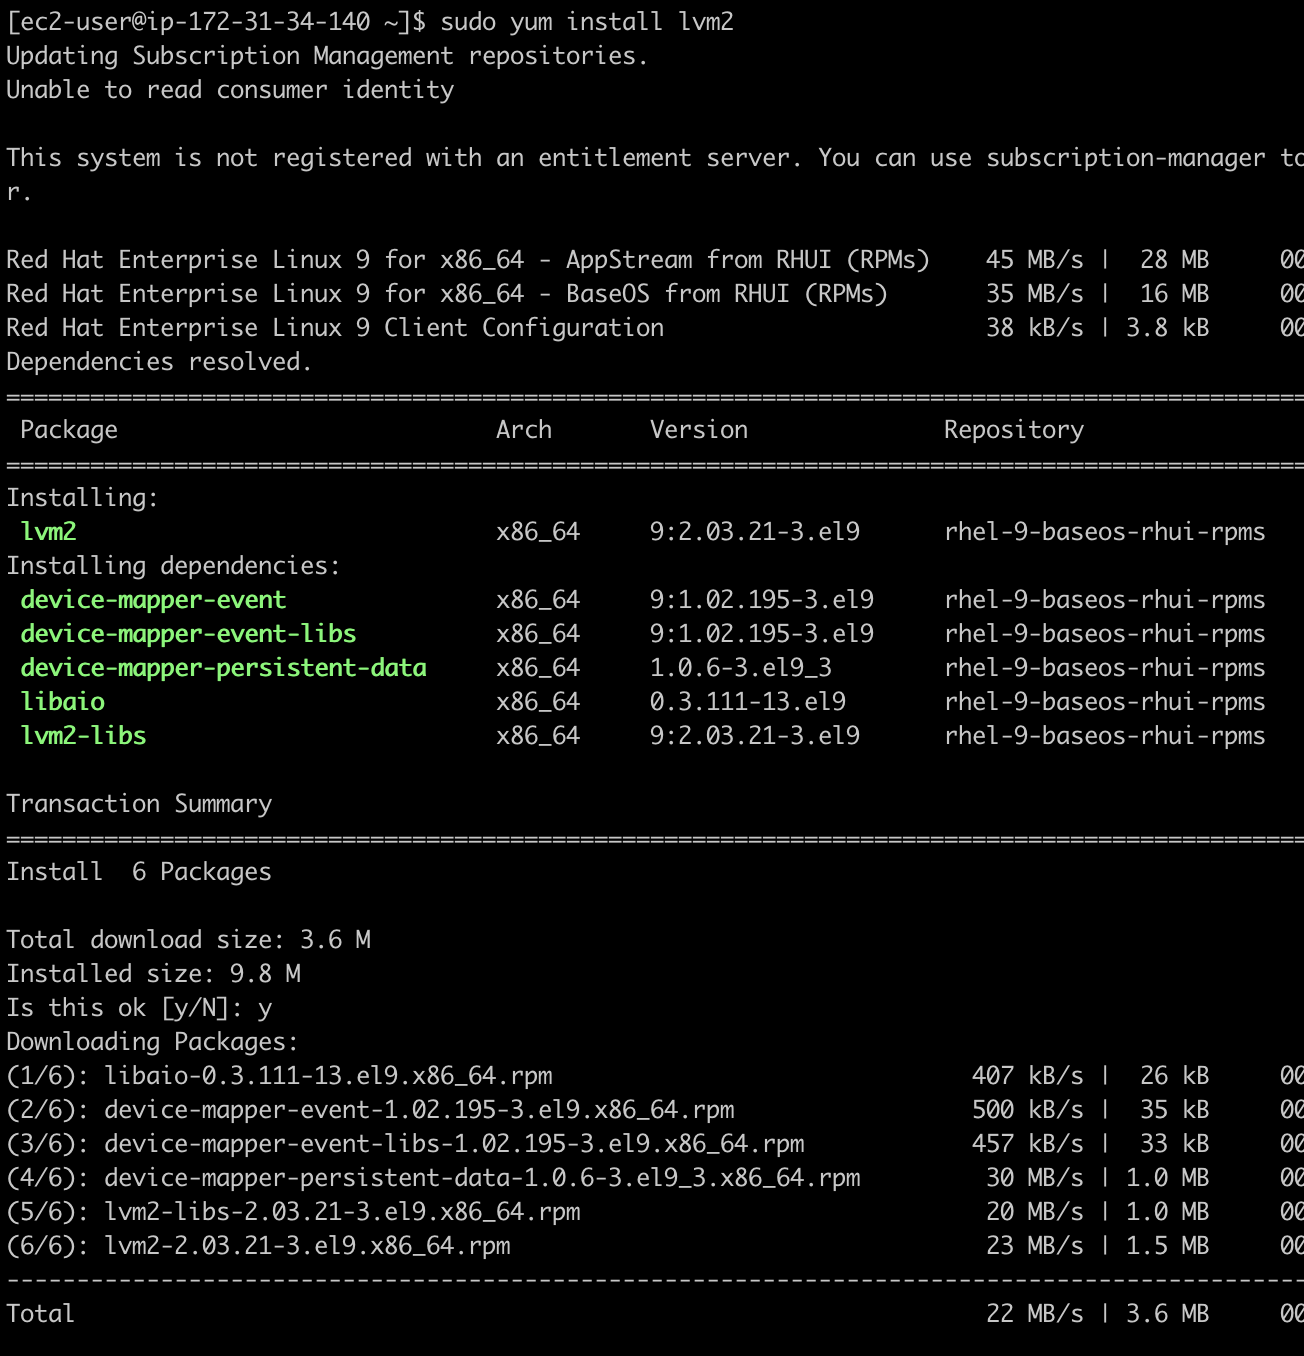 [ec2-user@ip-172-31-34-140 ~]$ sudo yum install lvm2
Updating Subscription Management repositories.
Unable to read consumer identity
This system is not registered with an entitlement server. You can use subscription-manager to
r.
Red Hat Enterprise Linux 9 for x86_64 - AppStream from RHUI (RPMs)    45 MB/s |  28 MB     00
Red Hat Enterprise Linux 9 for x86_64 - BaseOS from RHUI (RPMs)       35 MB/s |  16 MB     00
Red Hat Enterprise Linux 9 Client Configuration                       38 kB/s | 3.8 kB     00
Dependencies resolved.
=============================================================================================
 Package                           Arch       Version              Repository
=============================================================================================
Installing:
 lvm2                              x86_64     9:2.03.21-3.el9      rhel-9-baseos-rhui-rpms
Installing dependencies:
 device-mapper-event               x86_64     9:1.02.195-3.el9     rhel-9-baseos-rhui-rpms
 device-mapper-event-libs          x86_64     9:1.02.195-3.el9     rhel-9-baseos-rhui-rpms
 device-mapper-persistent-data     x86_64     1.0.6-3.el9_3        rhel-9-baseos-rhui-rpms
 libaio                            x86_64     0.3.111-13.el9       rhel-9-baseos-rhui-rpms
 lvm2-libs                         x86_64     9:2.03.21-3.el9      rhel-9-baseos-rhui-rpms
Transaction Summary
=============================================================================================
Install  6 Packages
Total download size: 3.6 M
Installed size: 9.8 M
Is this ok [y/N]: y
Downloading Packages:
(1/6): libaio-0.3.111-13.el9.x86_64.rpm                              407 kB/s |  26 kB     00
(2/6): device-mapper-event-1.02.195-3.el9.x86_64.rpm                 500 kB/s |  35 kB     00
(3/6): device-mapper-event-libs-1.02.195-3.el9.x86_64.rpm            457 kB/s |  33 kB     00
(4/6): device-mapper-persistent-data-1.0.6-3.el9_3.x86_64.rpm         30 MB/s | 1.0 MB     00
(5/6): lvm2-libs-2.03.21-3.el9.x86_64.rpm                             20 MB/s | 1.0 MB     00
(6/6): lvm2-2.03.21-3.el9.x86_64.rpm                                  23 MB/s | 1.5 MB     00
---------------------------------------------------------------------------------------------
Total                                                                 22 MB/s | 3.6 MB     00